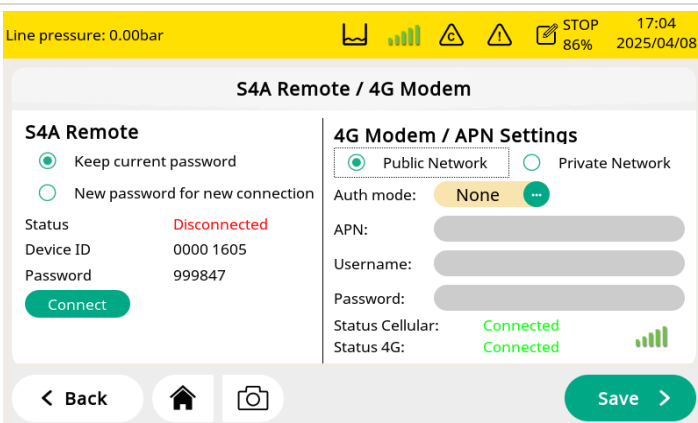 Line pressure: 0.00bar
C
!
STOP
86%
17:04
2025/04/08
S4A Remote / 4G Modem
S4A Remote
Keep current password
New password for new connection
Status Disconnected
Device ID 0000 1605
Password 999847
Connect
4G Modem / APN Settings
Public Network Private Network
Auth mode: None ...
APN:
Username:
Password:
Status Cellular: Connected
Status 4G: Connected
< Back
Save >